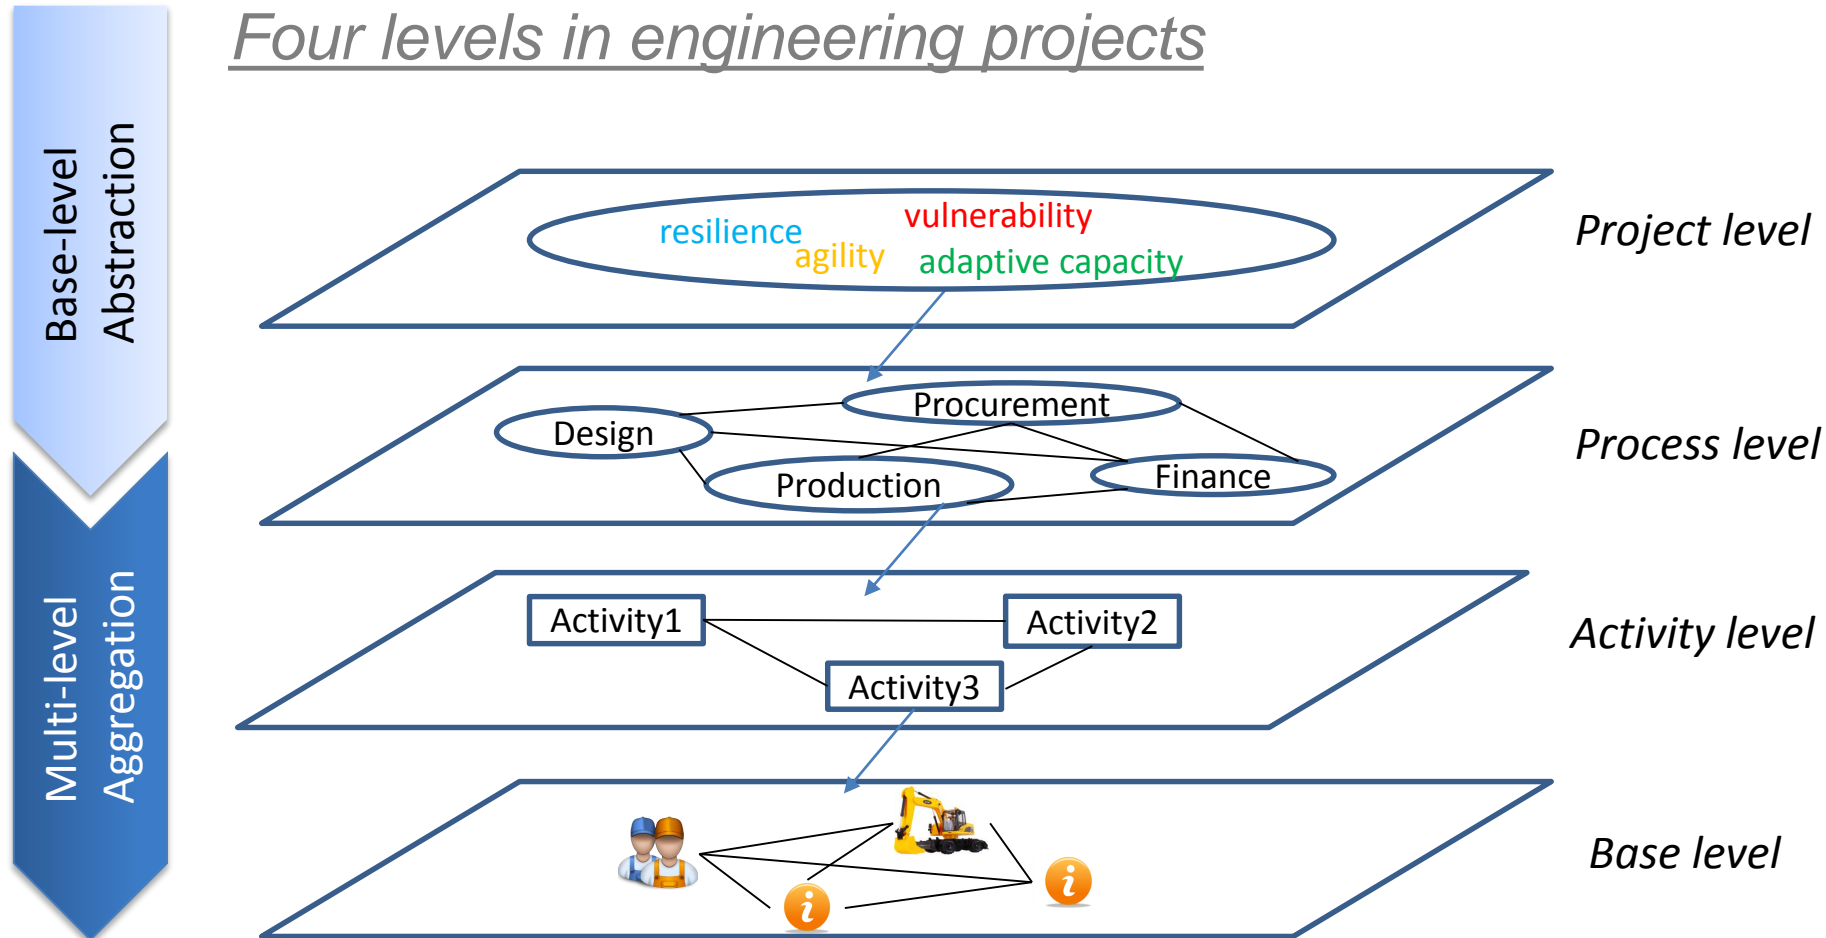 Four levels in engineering projects
Base-level
Abstraction
Multi-level
Aggregation
resilience
vulnerability
agility
adaptive capacity
Project level
Design
Procurement
Production
Finance
Process level
Activity1
Activity2
Activity3
Activity level
i
i
Base level